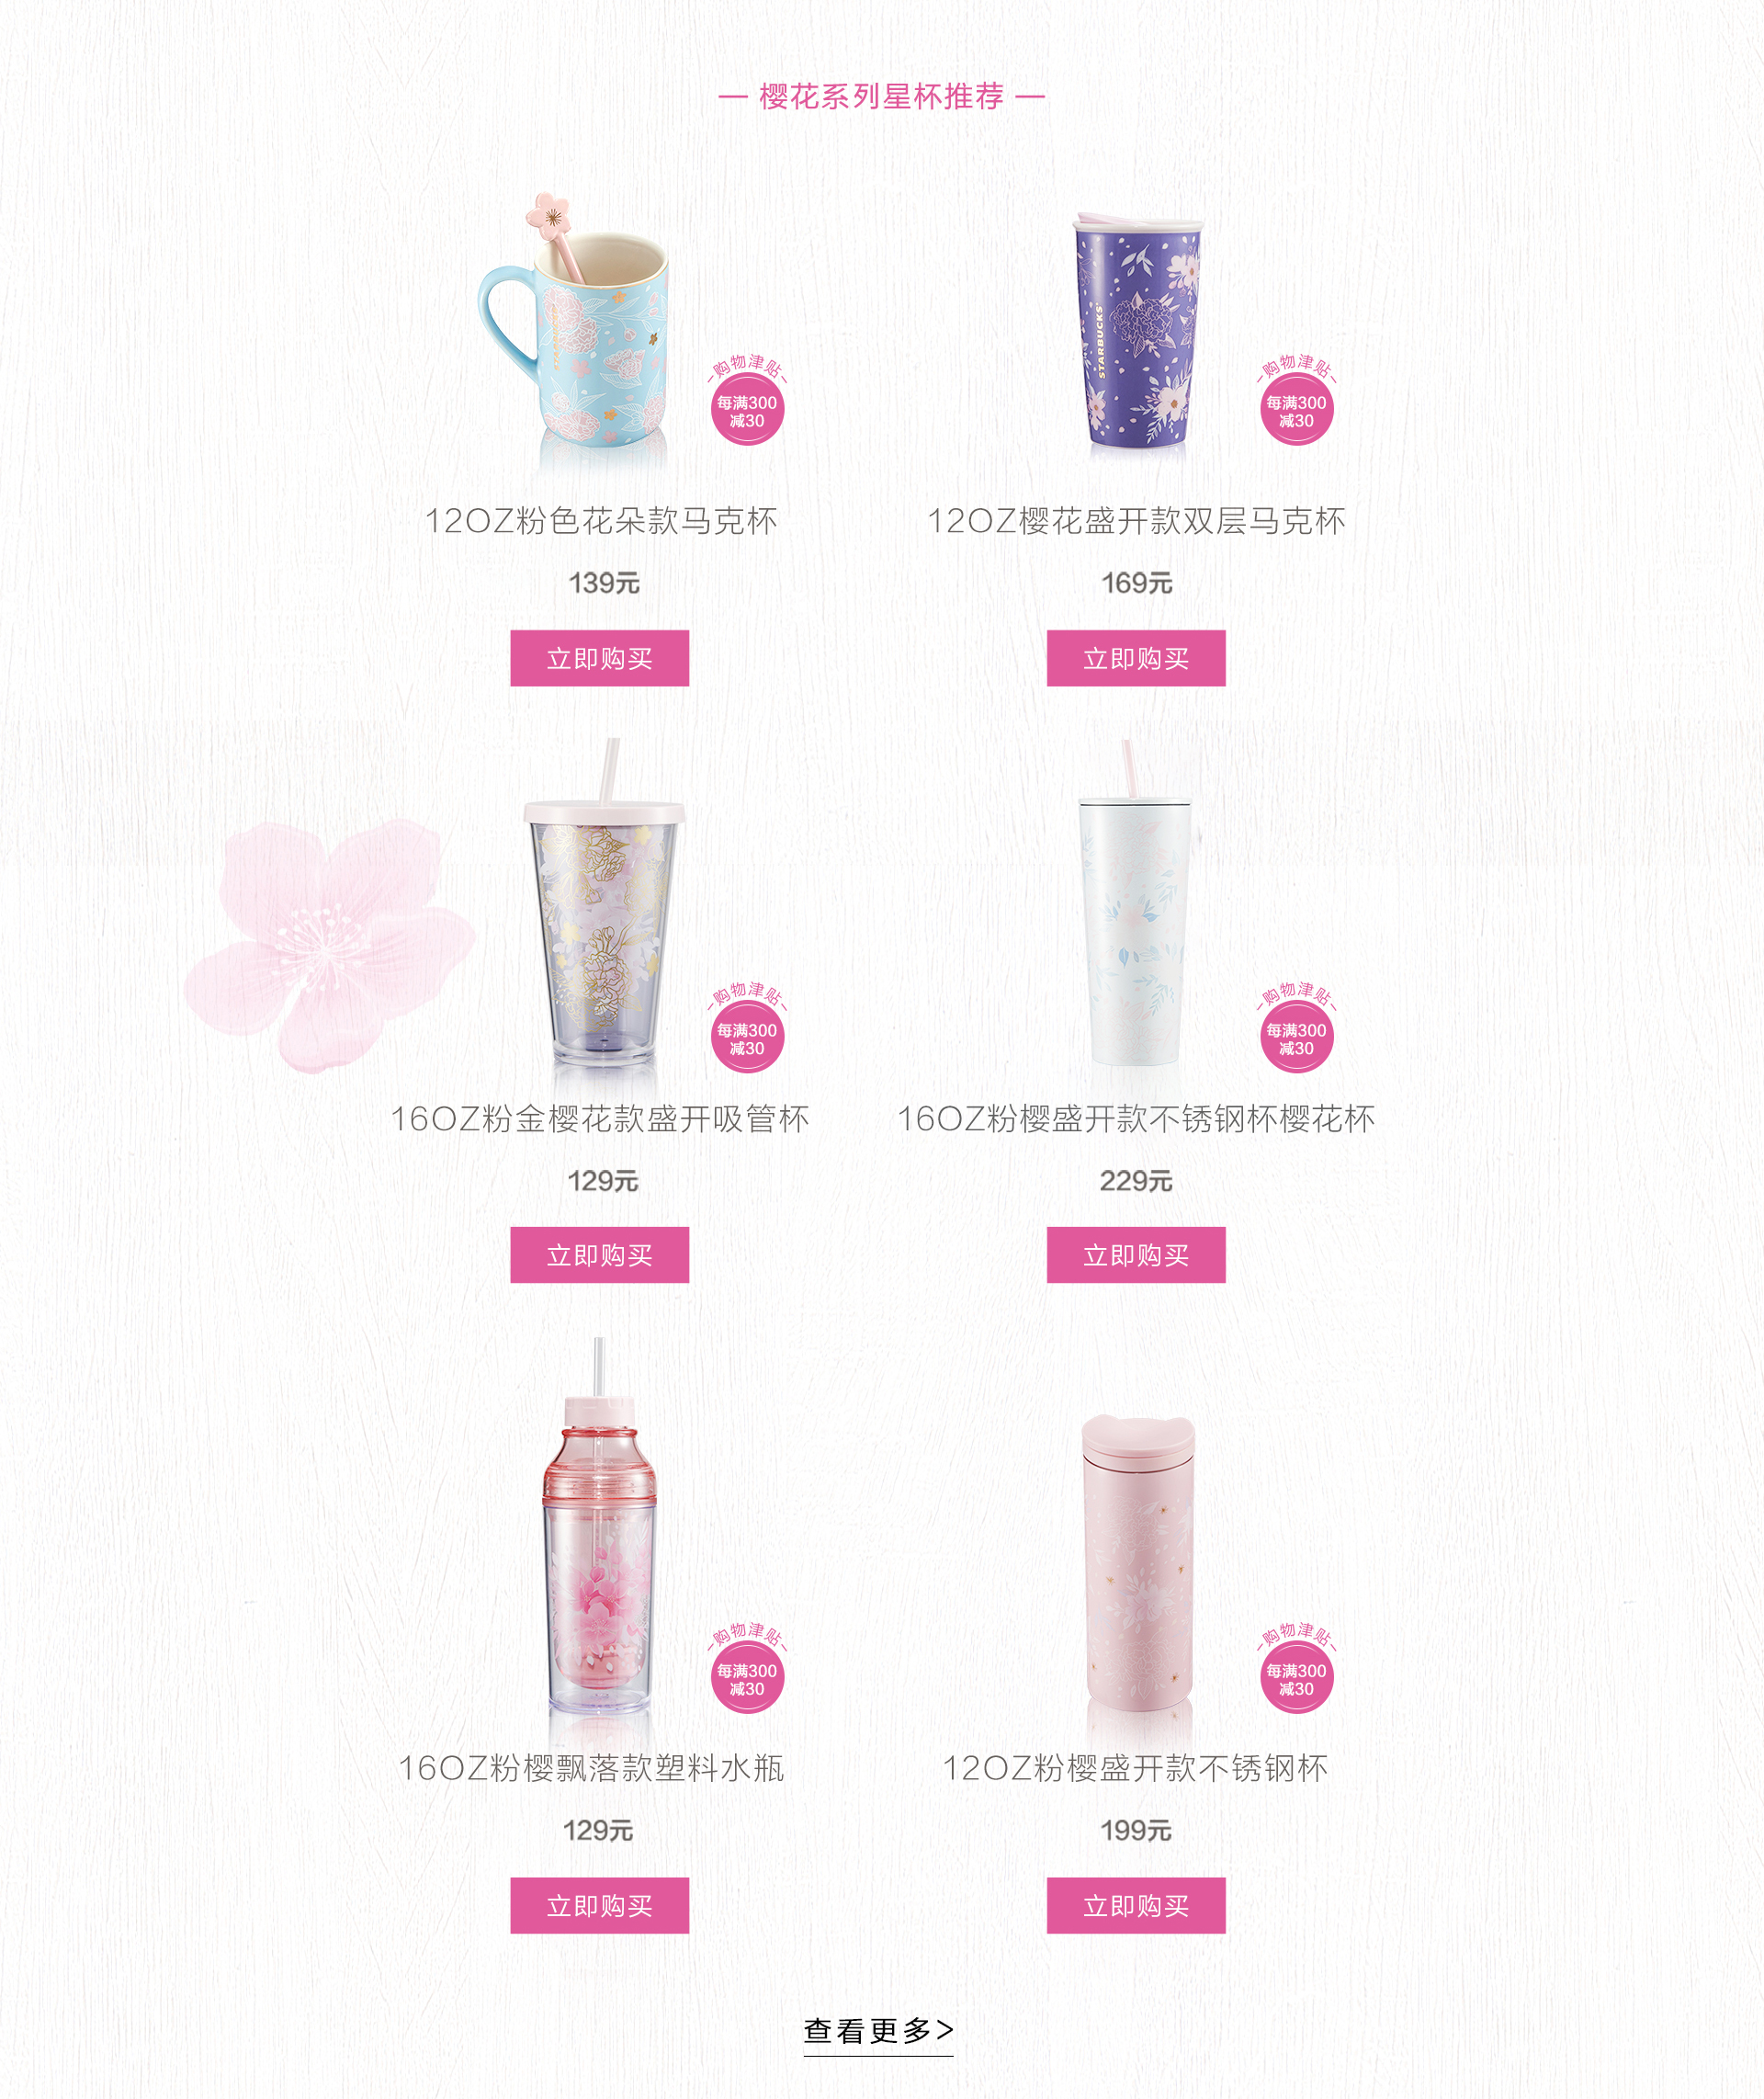 — 樱花系列星杯推荐 —
STARBUCKS
购物津贴
每满300
减30
购物津贴
每满300
减30
12OZ粉色花朵款马克杯
12OZ樱花盛开款双层马克杯
139元
169元
立即购买
立即购买
购物津贴
每满300
减30
购物津贴
每满300
减30
16OZ粉金樱花款盛开吸管杯
16OZ粉樱盛开款不锈钢杯樱花杯
129元
229元
立即购买
立即购买
购物津贴
每满300
减30
购物津贴
每满300
减30
16OZ粉樱飘落款塑料水瓶
12OZ粉樱盛开款不锈钢杯
129元
199元
立即购买
立即购买
查看更多>